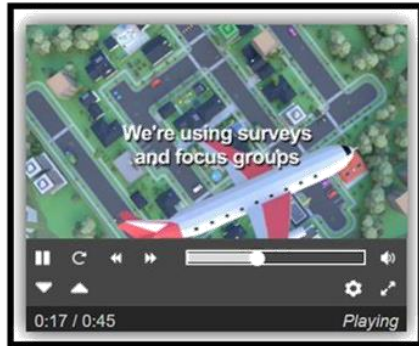 We're using surveys
and focus groups
0:17 / 0:45 Playing